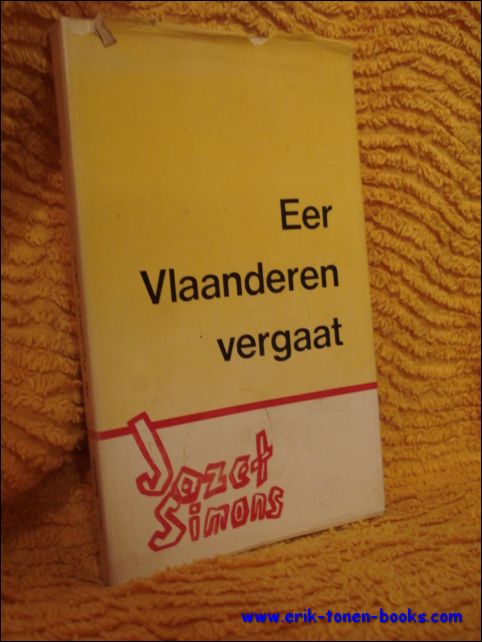 Eer
Vlaanderen
vergaat
Jozef
Simons
www.erik-tonen-books.com